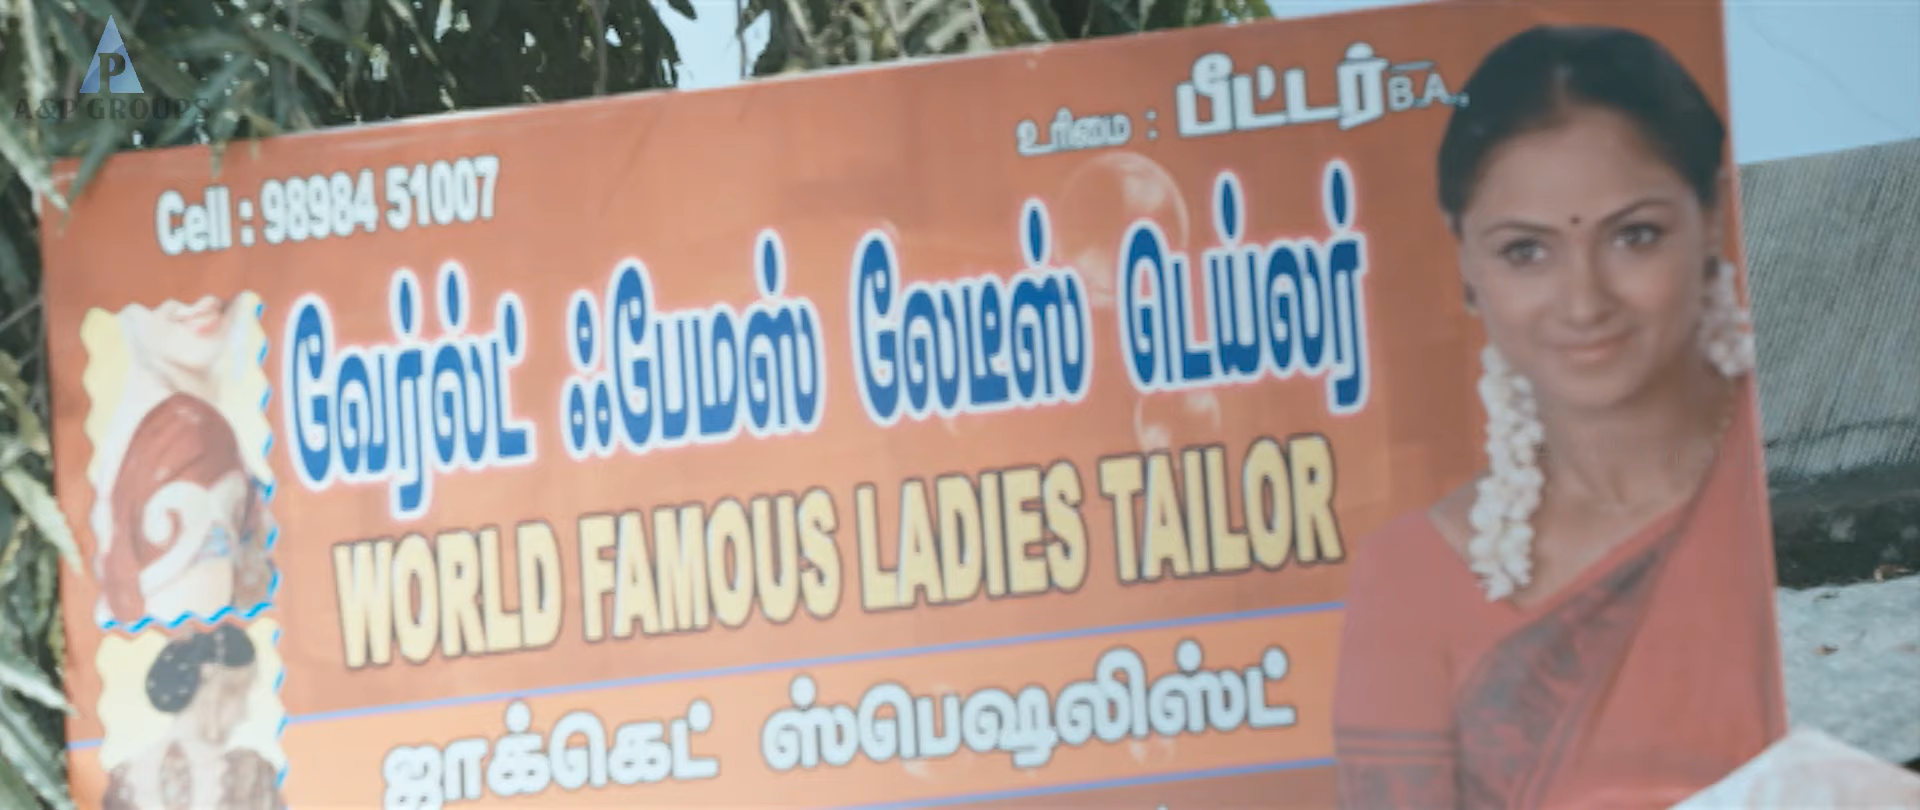 P
A&P GROUPS
உரிமை : பீட்டர் B.A.,
Cell : 98984 51007
வேர்ல்ட் ஃபேமஸ் லேடீஸ் டெய்லர்
WORLD FAMOUS LADIES TAILOR
ஜாக்கெட் ஸ்பெஷலிஸ்ட்